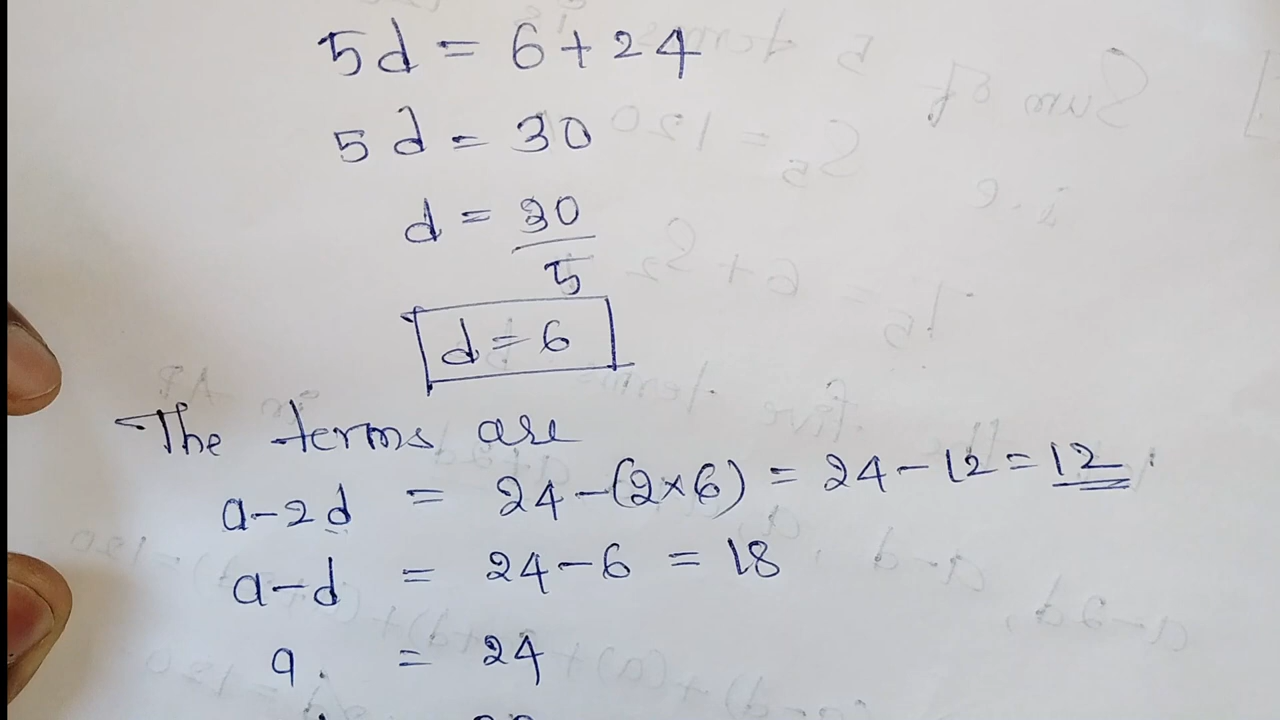 5d = 6+24
5d = 30
d = 30/5
d = 6
The terms are
a-2d = 24-(2×6) = 24-12 = 12
a-d = 24-6 = 18
a = 24